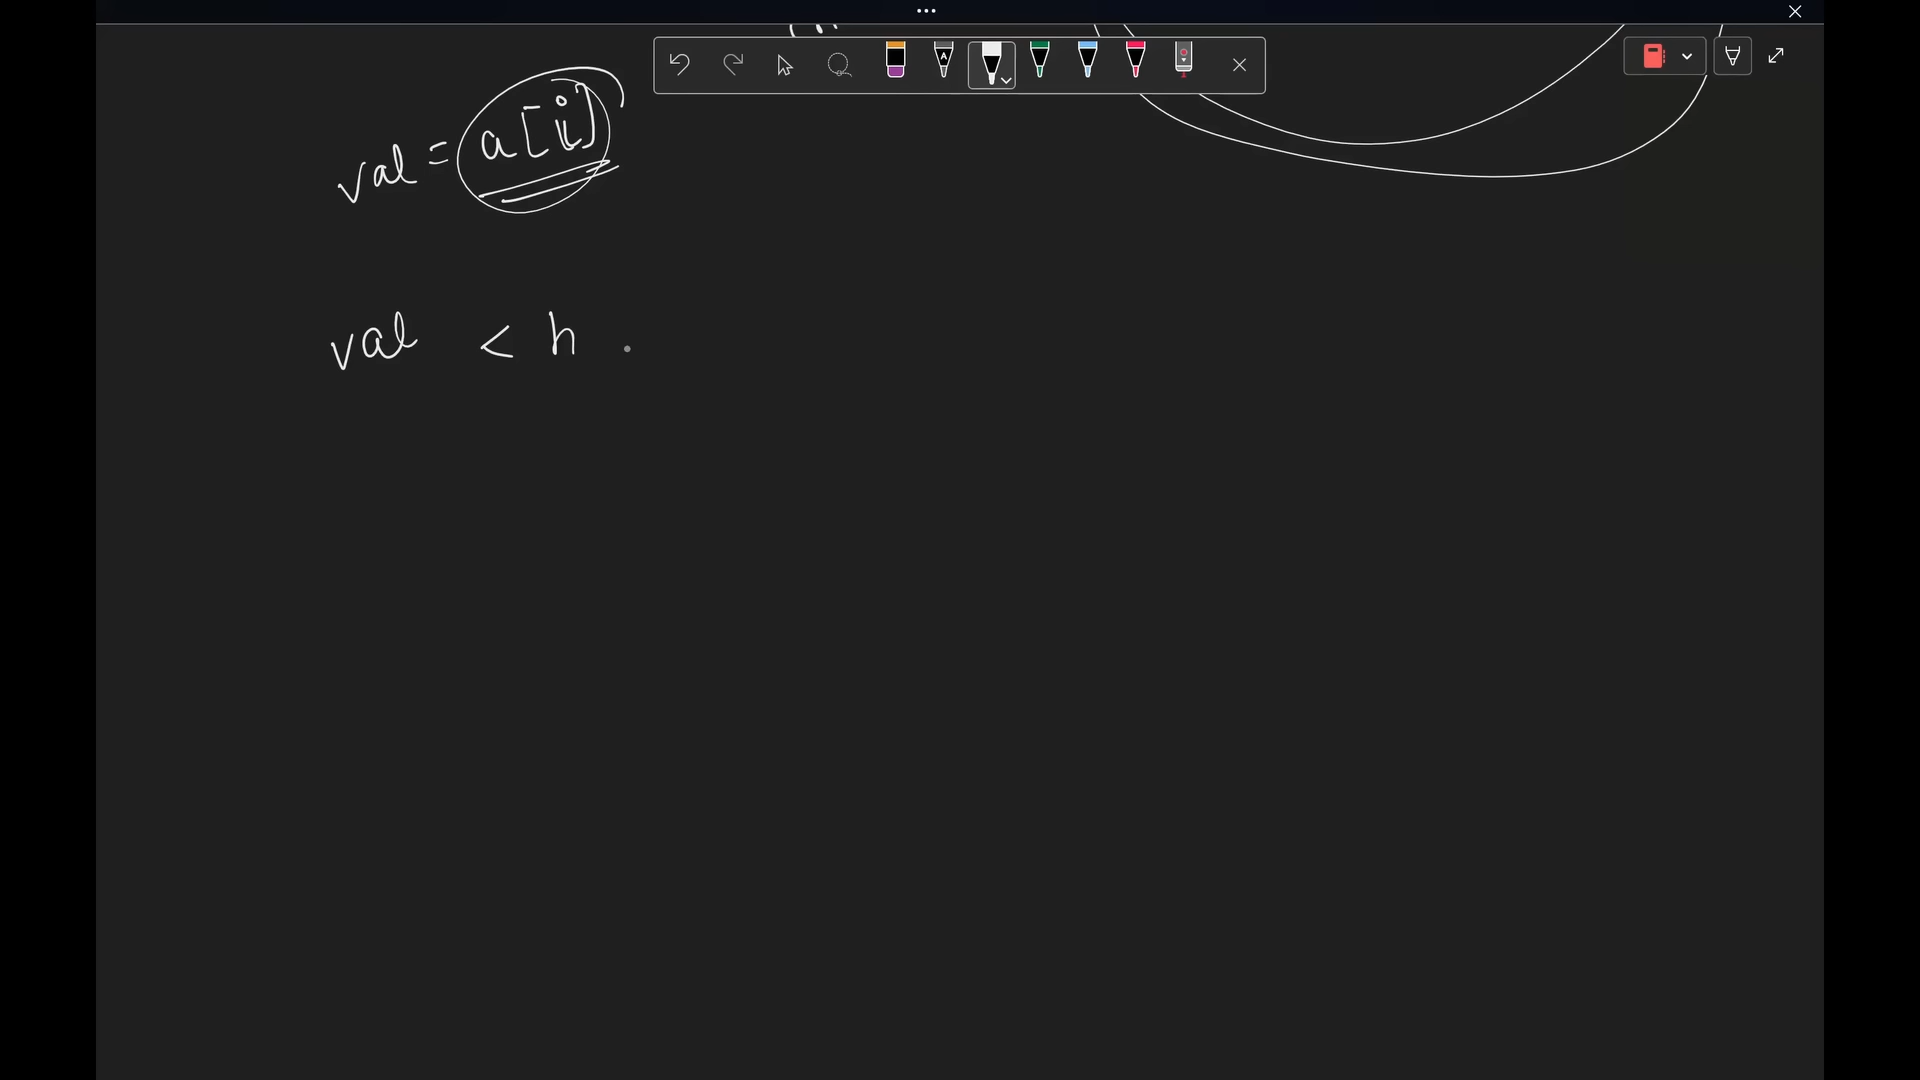 val = a[i]
val < h